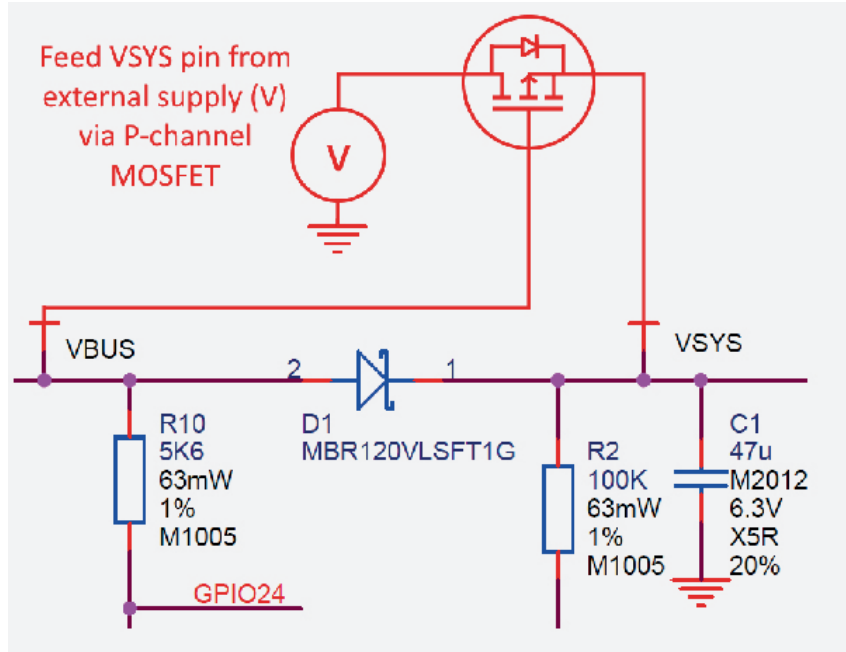 Feed VSYS pin from
external supply (V)
via P-channel
MOSFET
V
VBUS
VSYS
2
1
R10
5K6
63mW
1%
M1005
D1
MBR120VLSFT1G
R2
100K
63mW
1%
M1005
C1
47u
M2012
6.3V
X5R
20%
GPIO24